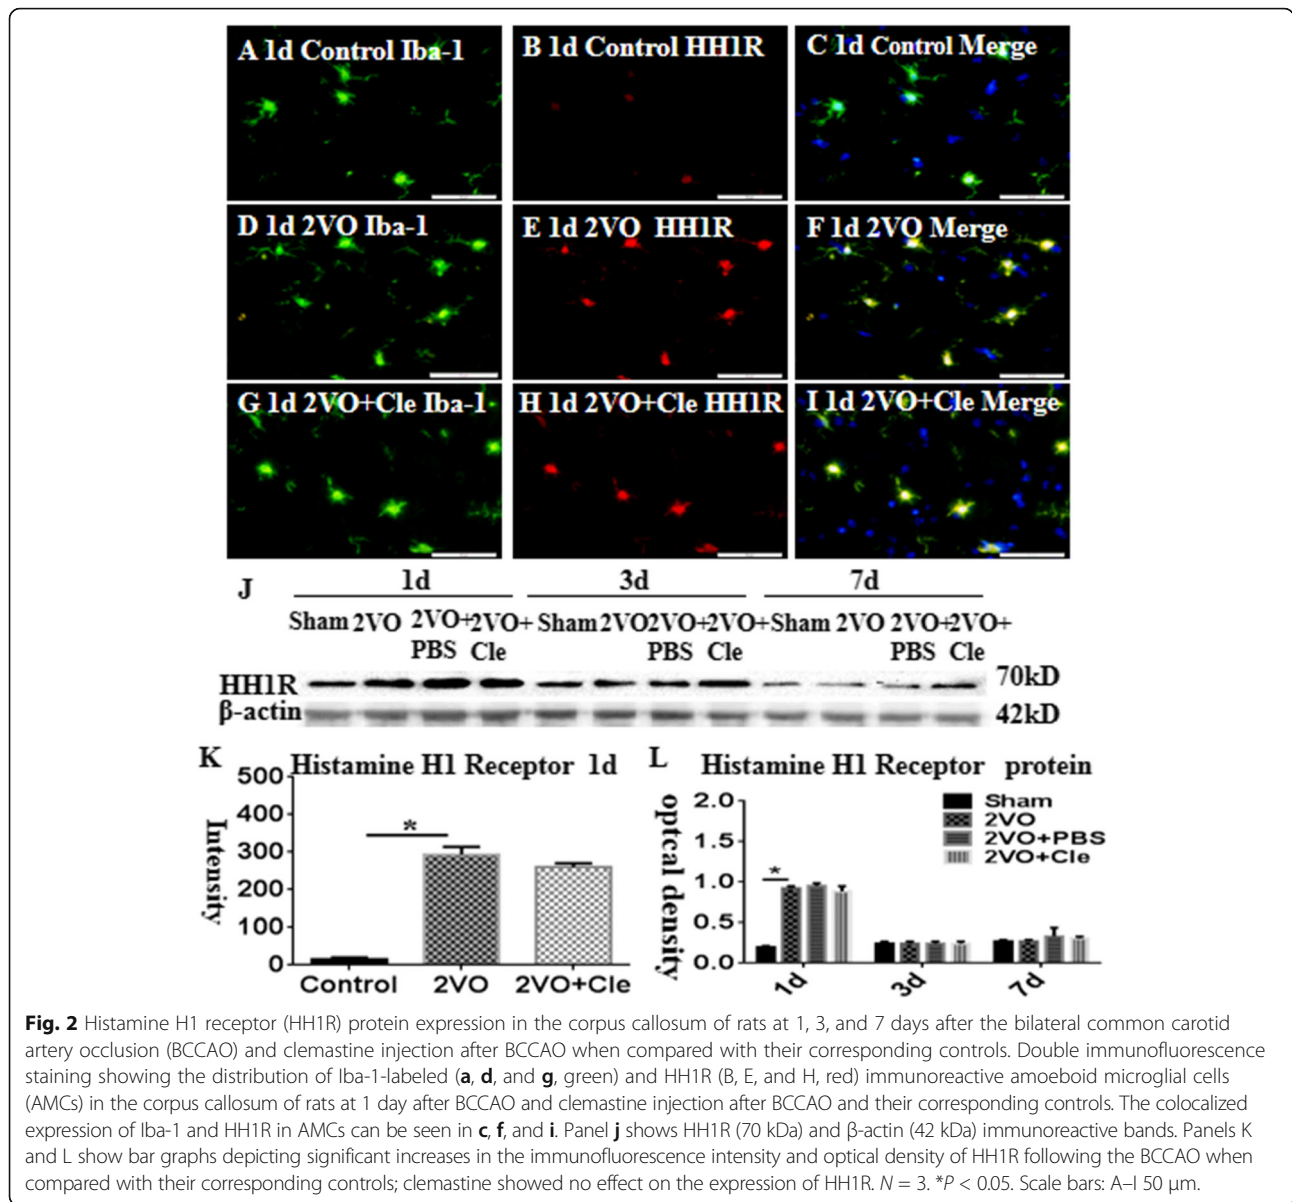 A 1d Control Iba-1
B 1d Control HH1R
C 1d Control Merge
D 1d 2VO Iba-1
E 1d 2VO HH1R
F 1d 2VO Merge
G 1d 2VO+Cle Iba-1
H 1d 2VO+Cle HH1R
I 1d 2VO+Cle Merge
J 1d 3d 7d
Sham 2VO 2VO+ 2VO+ Sham 2VO 2VO+ 2VO+ Sham 2VO 2VO+ 2VO+
PBS Cle PBS Cle PBS Cle
HH1R 70kD
β-actin 42kD
K Histamine H1 Receptor 1d
Intensity
500
400
300
200
100
0
*
Control 2VO 2VO+Cle
L Histamine H1 Receptor protein
optcal density
2.0
1.5
1.0
0.5
0.0
*
Sham
2VO
2VO+PBS
2VO+Cle
1d 3d 7d
Fig. 2 Histamine H1 receptor (HH1R) protein expression in the corpus callosum of rats at 1, 3, and 7 days after the bilateral common carotid
artery occlusion (BCCAO) and clemastine injection after BCCAO when compared with their corresponding controls. Double immunofluorescence
staining showing the distribution of Iba-1-labeled (a, d, and g, green) and HH1R (B, E, and H, red) immunoreactive amoeboid microglial cells
(AMCs) in the corpus callosum of rats at 1 day after BCCAO and clemastine injection after BCCAO and their corresponding controls. The colocalized
expression of Iba-1 and HH1R in AMCs can be seen in c, f, and i. Panel j shows HH1R (70 kDa) and β-actin (42 kDa) immunoreactive bands. Panels K
and L show bar graphs depicting significant increases in the immunofluorescence intensity and optical density of HH1R following the BCCAO when
compared with their corresponding controls; clemastine showed no effect on the expression of HH1R. N = 3. *P < 0.05. Scale bars: A–I 50 μm.